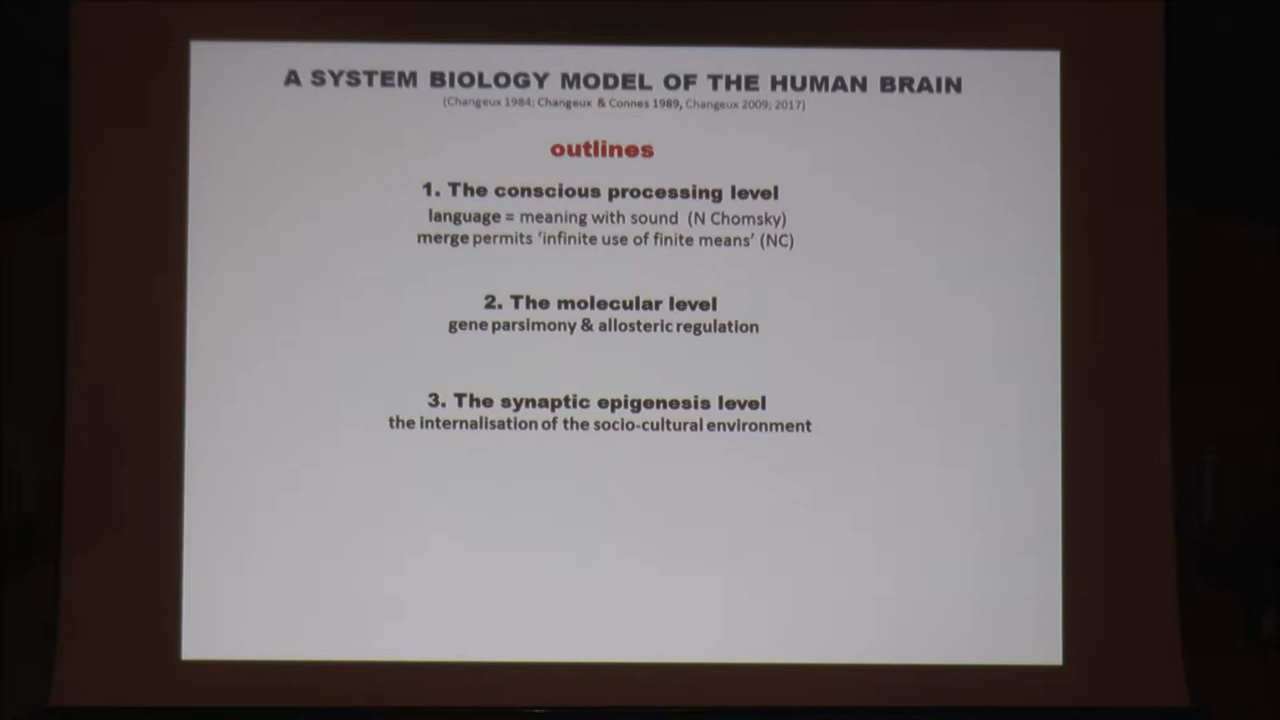 A SYSTEM BIOLOGY MODEL OF THE HUMAN BRAIN
(Changeux 1984; Changeux & Connes 1989, Changeux 2009; 2017)
outlines
1. The conscious processing level
language = meaning with sound (N Chomsky)
merge permits ‘infinite use of finite means’ (NC)
2. The molecular level
gene parsimony & allosteric regulation
3. The synaptic epigenesis level
the internalisation of the socio-cultural environment